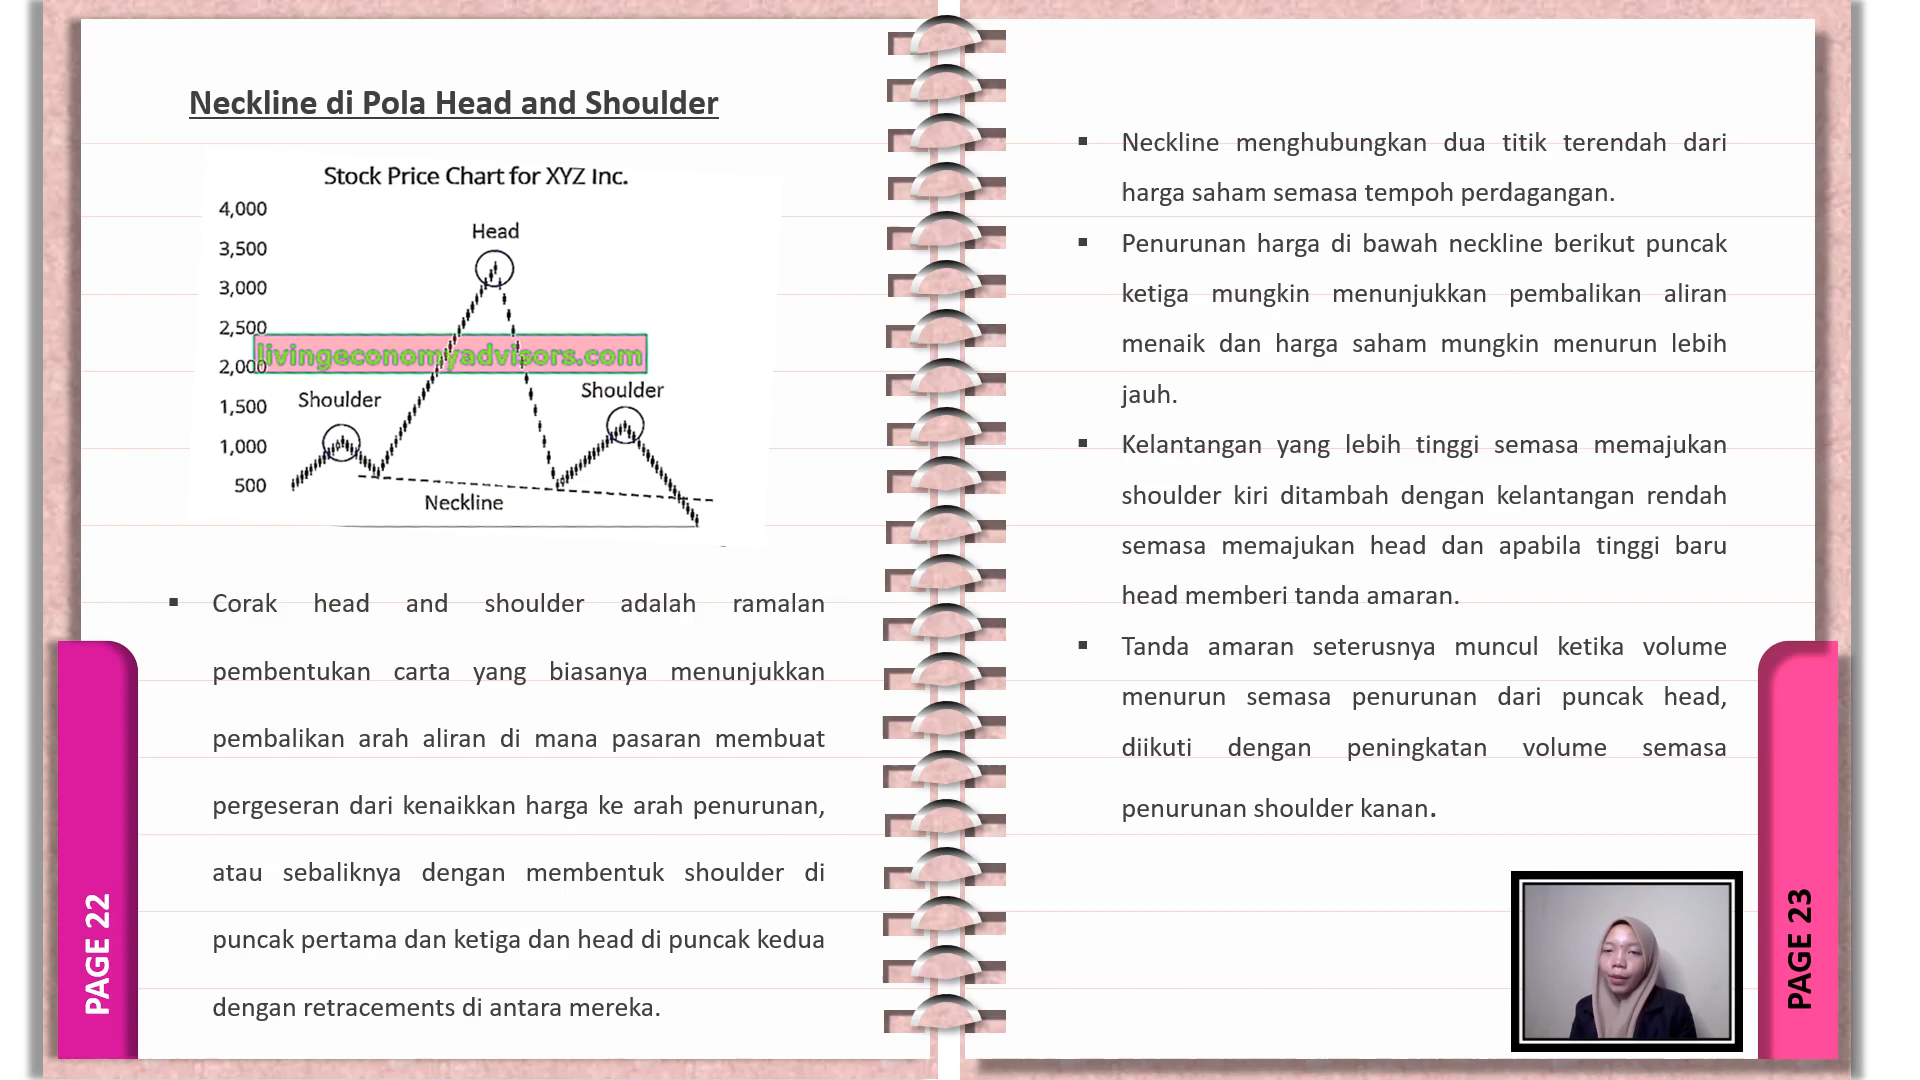 Neckline di Pola Head and Shoulder
Stock Price Chart for XYZ Inc.
4,000
Head
3,500
3,000
2,500
livingeconomyadvisors.com
2,000
Shoulder
Shoulder
1,500
1,000
500
Neckline
▪ Corak head and shoulder adalah ramalan
pembentukan carta yang biasanya menunjukkan
pembalikan arah aliran di mana pasaran membuat
pergeseran dari kenaikkan harga ke arah penurunan,
atau sebaliknya dengan membentuk shoulder di
puncak pertama dan ketiga dan head di puncak kedua
dengan retracements di antara mereka.
PAGE 22
▪ Neckline menghubungkan dua titik terendah dari
harga saham semasa tempoh perdagangan.
▪ Penurunan harga di bawah neckline berikut puncak
ketiga mungkin menunjukkan pembalikan aliran
menaik dan harga saham mungkin menurun lebih
jauh.
▪ Kelantangan yang lebih tinggi semasa memajukan
shoulder kiri ditambah dengan kelantangan rendah
semasa memajukan head dan apabila tinggi baru
head memberi tanda amaran.
▪ Tanda amaran seterusnya muncul ketika volume
menurun semasa penurunan dari puncak head,
diikuti dengan peningkatan volume semasa
penurunan shoulder kanan.
PAGE 23